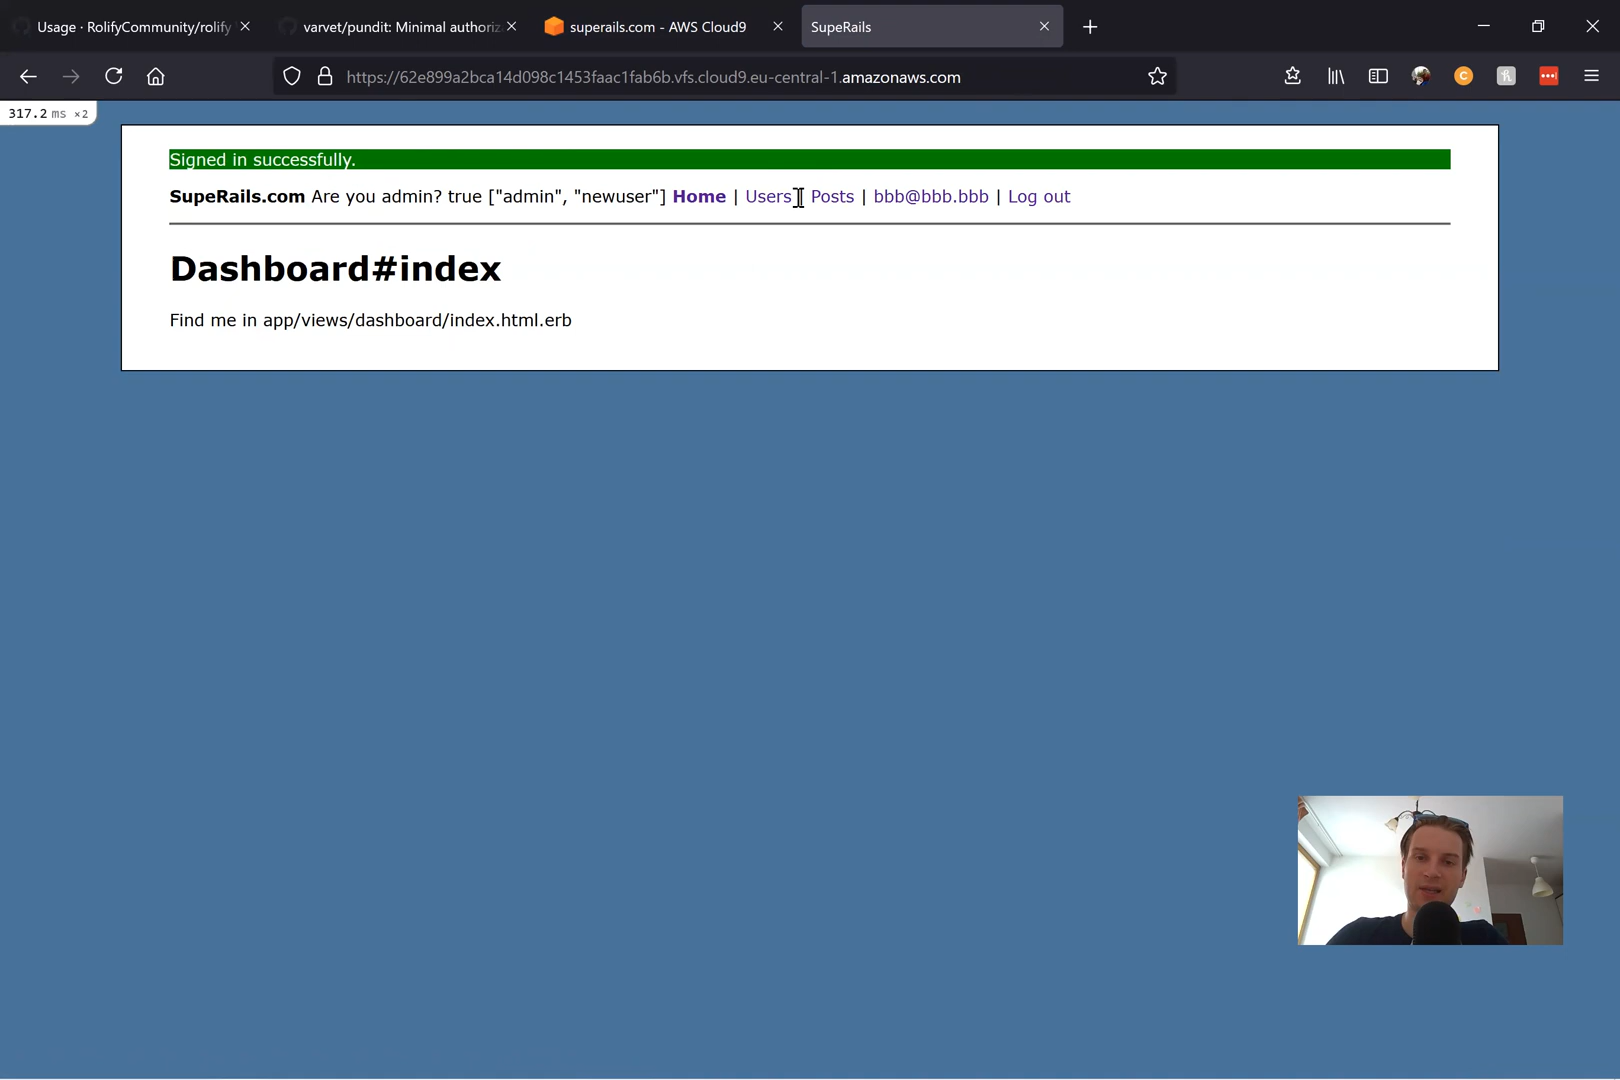 Usage · RolifyCommunity/rolify
varvet/pundit: Minimal authoriz
superails.com - AWS Cloud9
SupeRails
https://62e899a2bca14d098c1453faac1fab6b.vfs.cloud9.eu-central-1.amazonaws.com
317.2 ms ×2
Signed in successfully.
SupeRails.com Are you admin? true ["admin", "newuser"] Home | Users | Posts | bbb@bbb.bbb | Log out
Dashboard#index
Find me in app/views/dashboard/index.html.erb